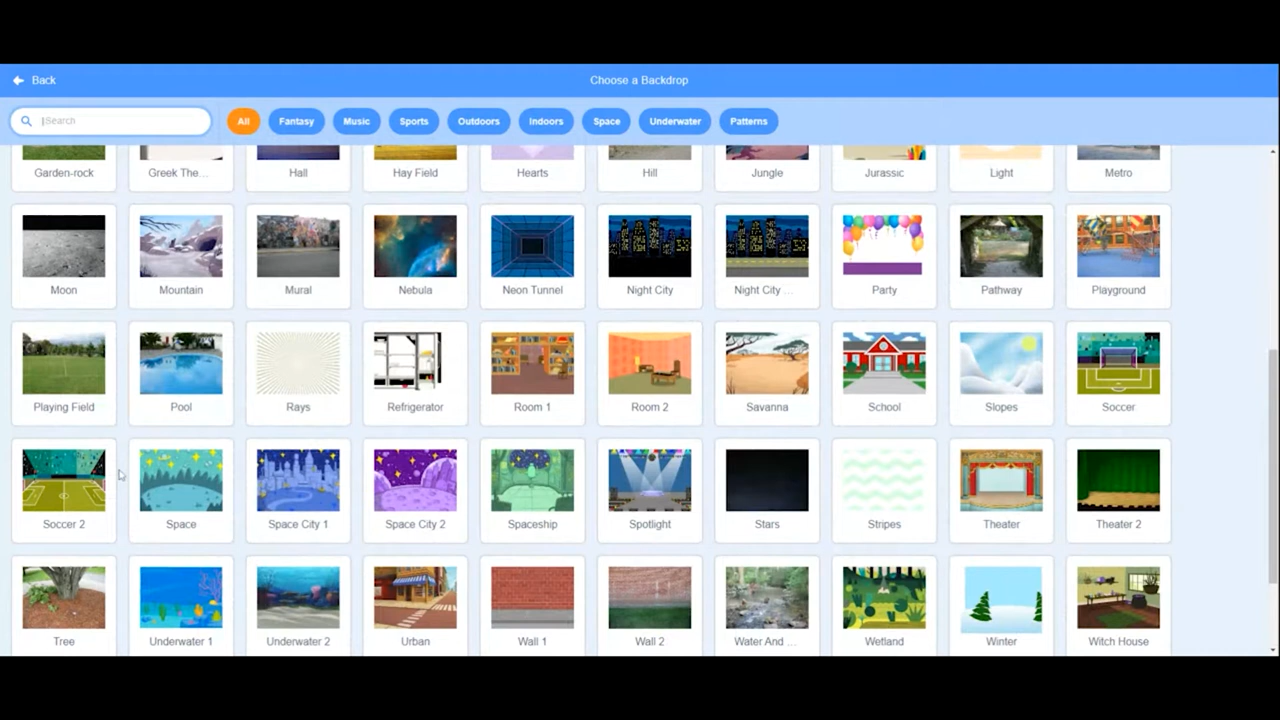 Back
Choose a Backdrop
Search
All Fantasy Music Sports Outdoors Indoors Space Underwater Patterns
Garden-rock Greek The... Hall Hay Field Hearts Hill Jungle Jurassic Light Metro
Moon Mountain Mural Nebula Neon Tunnel Night City Night City ... Party Pathway Playground
Playing Field Pool Rays Refrigerator Room 1 Room 2 Savanna School Slopes Soccer
Soccer 2 Space Space City 1 Space City 2 Spaceship Spotlight Stars Stripes Theater Theater 2
Tree Underwater 1 Underwater 2 Urban Wall 1 Wall 2 Water And ... Wetland Winter Witch House